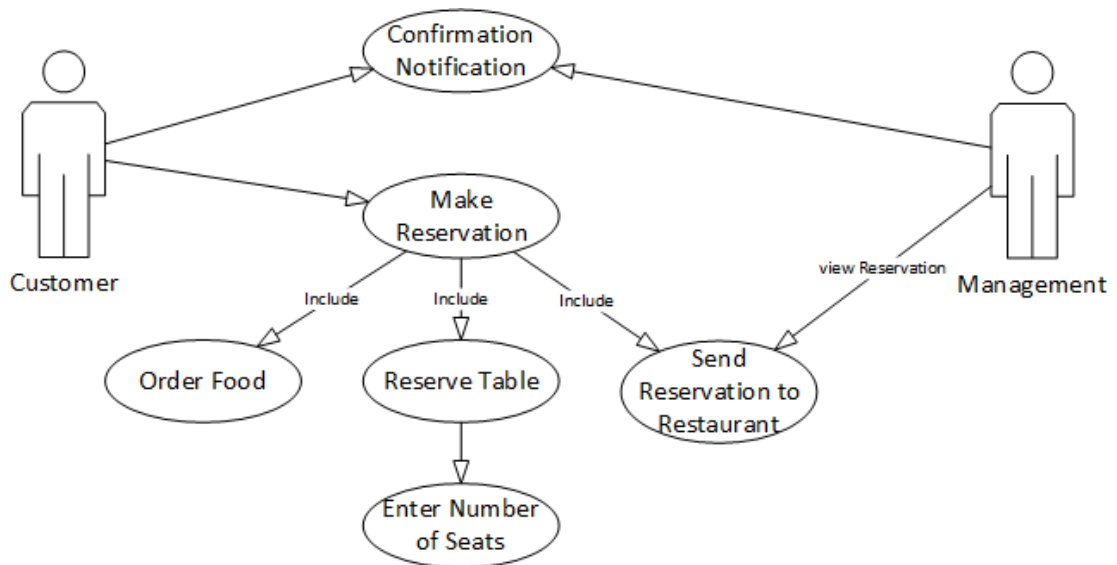 Confirmation
Notification
Customer
Make
Reservation
view Reservation
Management
Include
Include
Include
Order Food
Reserve Table
Send
Reservation to
Restaurant
Enter Number
of Seats